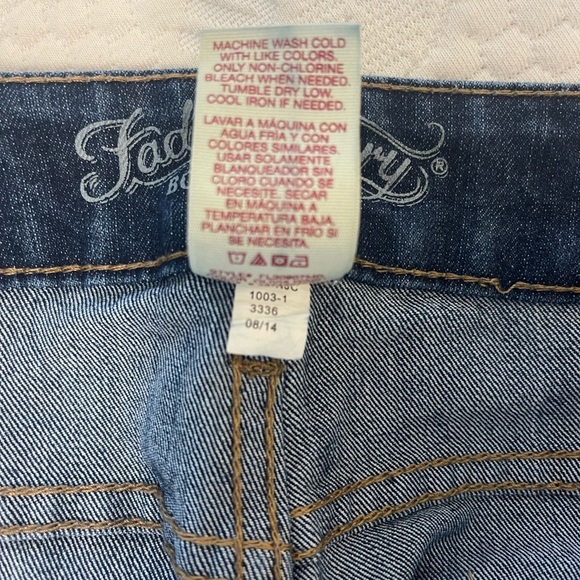 MACHINE WASH COLD
WITH LIKE COLORS.
ONLY NON-CHLORINE
BLEACH WHEN NEEDED.
TUMBLE DRY LOW.
COOL IRON IF NEEDED.
LAVAR A MÁQUINA CON
AGUA FRÍA Y CON
COLORES SIMILARES.
USAR SOLAMENTE
BLANQUEADOR SIN
CLORO CUANDO SE
NECESITE. SECAR
EN MÁQUINA A
TEMPERATURA BAJA.
PLANCHAR EN FRÍO SI
SE NECESITA.
1003-1
3336
08/14